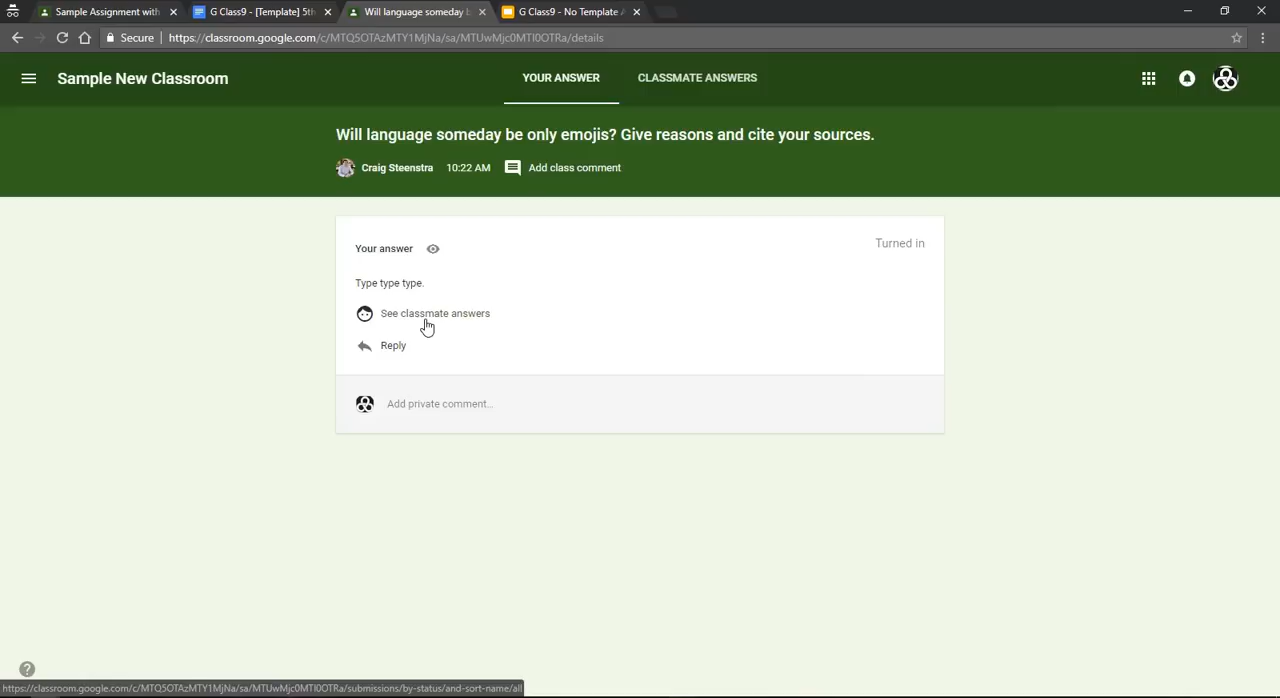 Sample Assignment with
G Class9 - [Template] 5th
Will language someday b
G Class9 - No Template A
Secure
https://classroom.google.com/c/MTQ5OTAzMTY1MjNa/sa/MTUwMjc0MTI0OTRa/details
Sample New Classroom
YOUR ANSWER
CLASSMATE ANSWERS
Will language someday be only emojis? Give reasons and cite your sources.
Craig Steenstra 10:22 AM Add class comment
Your answer
Turned in
Type type type.
See classmate answers
Reply
Add private comment...
?
https://classroom.google.com/c/MTQ5OTAzMTY1MjNa/sa/MTUwMjc0MTI0OTRa/submissions/by-status/and-sort-name/all